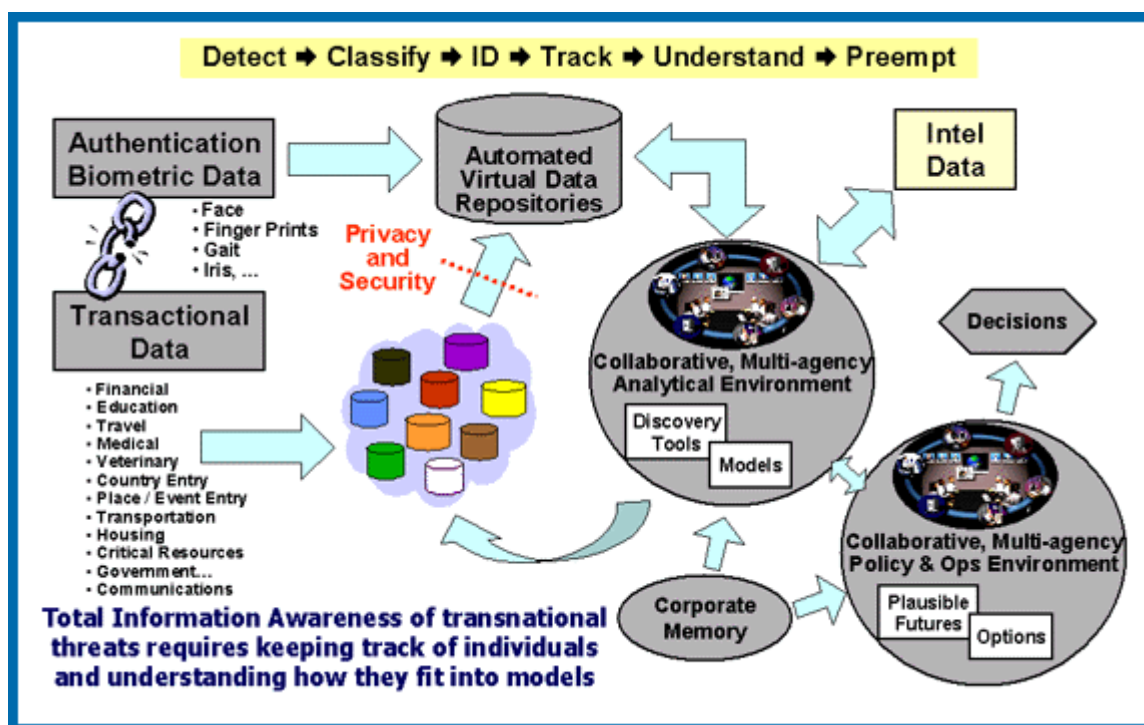 Detect ➔ Classify ➔ ID ➔ Track ➔ Understand ➔ Preempt
Authentication
Biometric Data
• Face
• Finger Prints
• Gait
• Iris, ...
Transactional
Data
• Financial
• Education
• Travel
• Medical
• Veterinary
• Country Entry
• Place / Event Entry
• Transportation
• Housing
• Critical Resources
• Government...
• Communications
Automated
Virtual Data
Repositories
Privacy
and
Security
Intel
Data
Collaborative, Multi-agency
Analytical Environment
Discovery
Tools
Models
Decisions
Collaborative, Multi-agency
Policy & Ops Environment
Plausible
Futures
Options
Corporate
Memory
Total Information Awareness of transnational
threats requires keeping track of individuals
and understanding how they fit into models